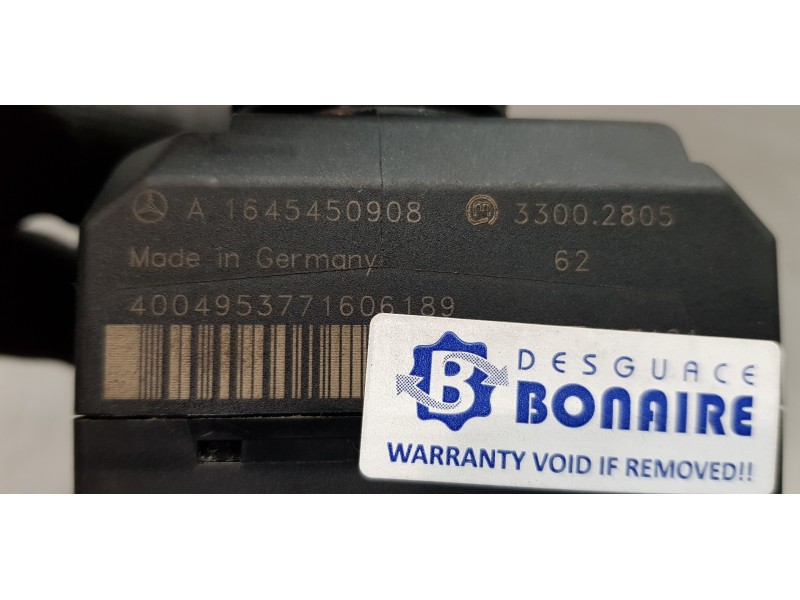 A 1645450908 3300.2805
Made in Germany 62
4004953771606189
DESGUACE
B BONAIRE
WARRANTY VOID IF REMOVED!!